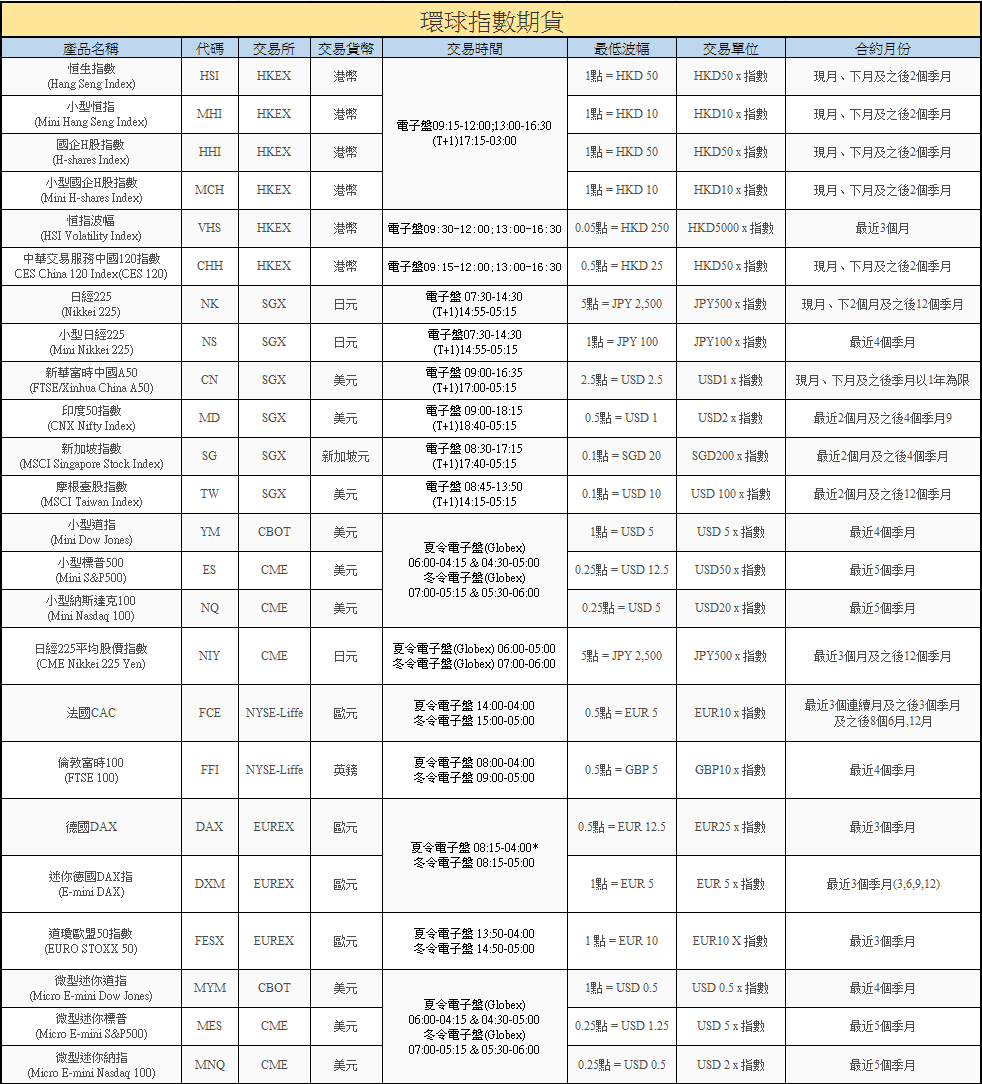 環球指數期貨
產品名稱 代碼 交易所 交易貨幣 交易時間 最低波幅 交易單位 合約月份
恒生指數
(Hang Seng Index) HSI HKEX 港幣 1點 = HKD 50 HKD50 x 指數 現月、下月及之後2個季月
小型恒指
(Mini Hang Seng Index) MHI HKEX 港幣 1點 = HKD 10 HKD10 x 指數 現月、下月及之後2個季月
電子盤09:15-12:00;13:00-16:30
(T+1)17:15-03:00
國企H股指數
(H-shares Index) HHI HKEX 港幣 1點 = HKD 50 HKD50 x 指數 現月、下月及之後2個季月
小型國企H股指數
(Mini H-shares Index) MCH HKEX 港幣 1點 = HKD 10 HKD10 x 指數 現月、下月及之後2個季月
恒指波幅
(HSI Volatility Index) VHS HKEX 港幣 電子盤09:30-12:00;13:00-16:30 0.05點 = HKD 250 HKD5000 x 指數 最近3個月
中華交易服務中國120指數
CES China 120 Index(CES 120) CHH HKEX 港幣 電子盤09:15-12:00;13:00-16:30 0.5點 = HKD 25 HKD50 x 指數 現月、下月及之後2個季月
日經225
(Nikkei 225) NK SGX 日元 電子盤 07:30-14:30
(T+1)14:55-05:15 5點 = JPY 2,500 JPY500 x 指數 現月、下2個月及之後12個季月
小型日經225
(Mini Nikkei 225) NS SGX 日元 電子盤07:30-14:30
(T+1)14:55-05:15 1點 = JPY 100 JPY100 x 指數 最近4個季月
新華富時中國A50
(FTSE/Xinhua China A50) CN SGX 美元 電子盤 09:00-16:35
(T+1)17:00-05:15 2.5點 = USD 2.5 USD1 x 指數 現月、下月及之後季月以1年為限
印度50指數
(CNX Nifty Index) MD SGX 美元 電子盤 09:00-18:15
(T+1)18:40-05:15 0.5點 = USD 1 USD2 x 指數 最近2個月及之後4個季月9
新加坡指數
(MSCI Singapore Stock Index) SG SGX 新加坡元 電子盤 08:30-17:15
(T+1)17:40-05:15 0.1點 = SGD 20 SGD200 x 指數 最近2個月及之後4個季月
摩根臺股指數
(MSCI Taiwan Index) TW SGX 美元 電子盤 08:45-13:50
(T+1)14:15-05:15 0.1點 = USD 10 USD 100 x 指數 最近2個月及之後12個季月
小型道指
(Mini Dow Jones) YM CBOT 美元 1點 = USD 5 USD 5 x 指數 最近4個季月
夏令電子盤(Globex)
06:00-04:15 & 04:30-05:00
冬令電子盤(Globex)
07:00-05:15 & 05:30-06:00
小型標普500
(Mini S&P500) ES CME 美元 0.25點 = USD 12.5 USD50 x 指數 最近5個季月
小型納斯達克100
(Mini Nasdaq 100) NQ CME 美元 0.25點 = USD 5 USD20 x 指數 最近5個季月
日經225平均股價指數
(CME Nikkei 225 Yen) NIY CME 日元 夏令電子盤(Globex) 06:00-05:00
冬令電子盤(Globex) 07:00-06:00 5點 = JPY 2,500 JPY500 x 指數 最近3個月及之後12個季月
法國CAC FCE NYSE-Liffe 歐元 夏令電子盤 14:00-04:00
冬令電子盤 15:00-05:00 0.5點 = EUR 5 EUR10 x 指數 最近3個連續月及之後3個季月
及之後8個6月,12月
倫敦富時100
(FTSE 100) FFI NYSE-Liffe 英鎊 夏令電子盤 08:00-04:00
冬令電子盤 09:00-05:00 0.5點 = GBP 5 GBP10 x 指數 最近4個季月
德國DAX DAX EUREX 歐元 0.5點 = EUR 12.5 EUR25 x 指數 最近3個季月
夏令電子盤 08:15-04:00*
冬令電子盤 08:15-05:00
迷你德國DAX指
(E-mini DAX) DXM EUREX 歐元 1點 = EUR 5 EUR 5 x 指數 最近3個季月(3,6,9,12)
道瓊歐盟50指數
(EURO STOXX 50) FESX EUREX 歐元 夏令電子盤 13:50-04:00
冬令電子盤 14:50-05:00 1 點 = EUR 10 EUR10 X 指數 最近3個季月
微型迷你道指
(Micro E-mini Dow Jones) MYM CBOT 美元 1點 = USD 0.5 USD 0.5 x 指數 最近4個季月
夏令電子盤(Globex)
06:00-04:15 & 04:30-05:00
冬令電子盤(Globex)
07:00-05:15 & 05:30-06:00
微型迷你標普
(Micro E-mini S&P500) MES CME 美元 0.25點 = USD 1.25 USD 5 x 指數 最近5個季月
微型迷你納指
(Micro E-mini Nasdaq 100) MNQ CME 美元 0.25點 = USD 0.5 USD 2 x 指數 最近5個季月